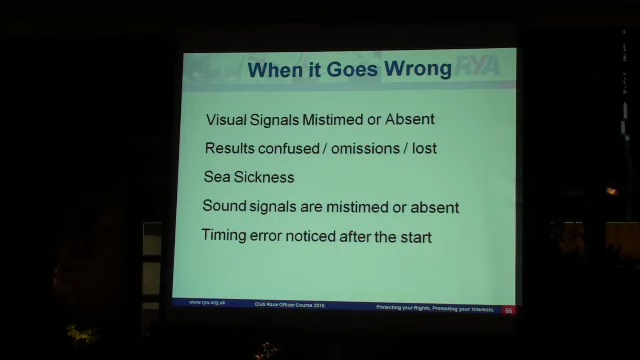 When it Goes Wrong
RYA
Visual Signals Mistimed or Absent
Results confused / omissions / lost
Sea Sickness
Sound signals are mistimed or absent
Timing error noticed after the start
www.rya.org.uk Club Race Officer Course 2015 Protecting your Rights, Promoting your Interests 55